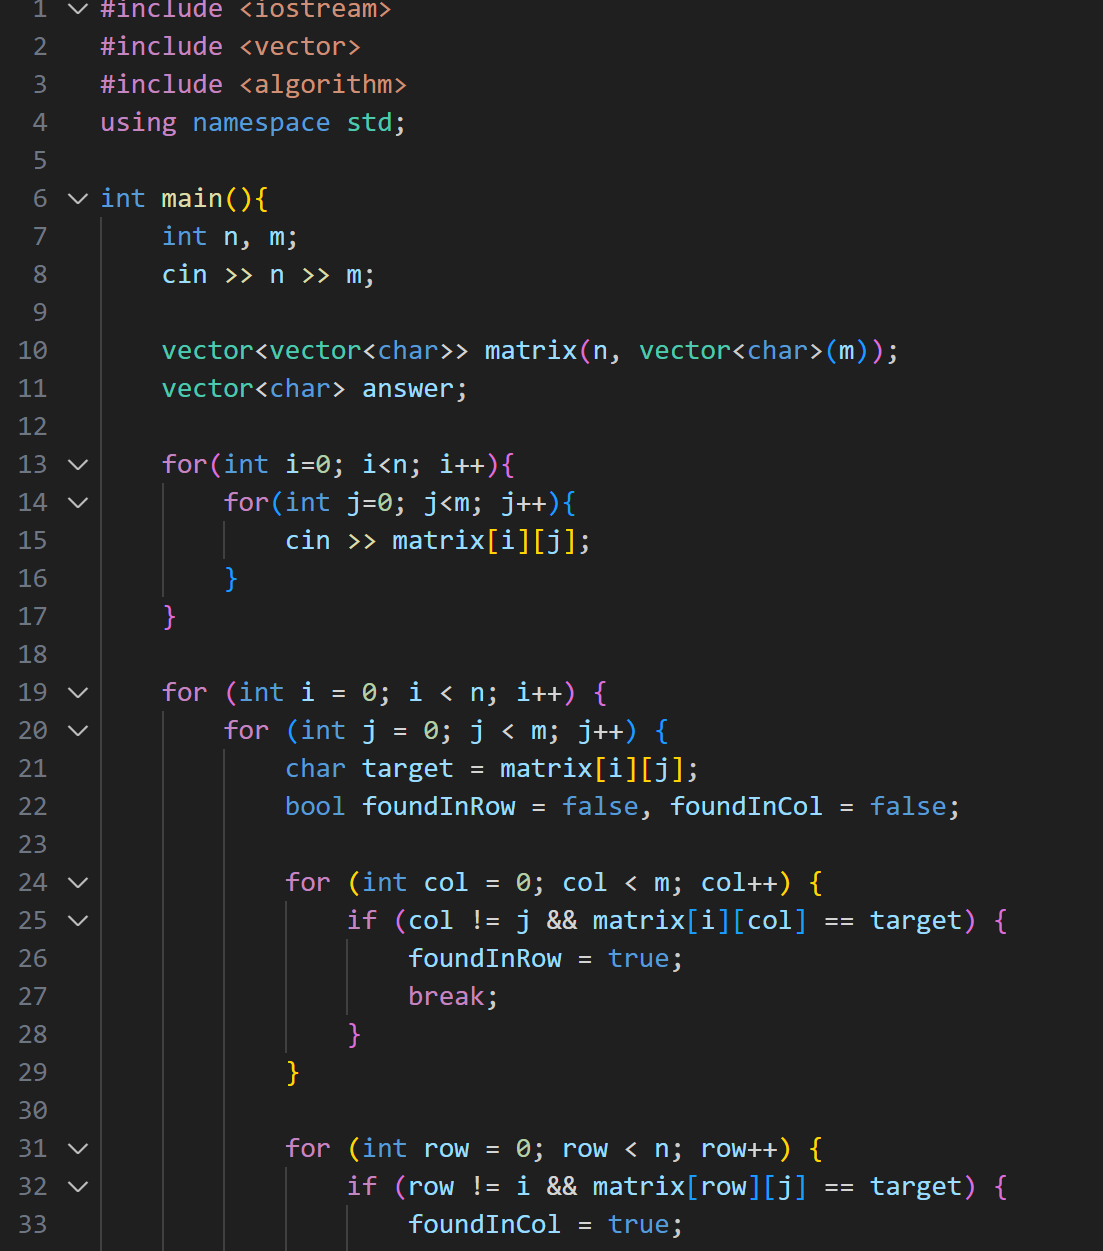 1 #include <iostream>
2 #include <vector>
3 #include <algorithm>
4 using namespace std;
5
6 int main(){
7     int n, m;
8     cin >> n >> m;
9
10     vector<vector<char>> matrix(n, vector<char>(m));
11     vector<char> answer;
12
13     for(int i=0; i<n; i++){
14         for(int j=0; j<m; j++){
15             cin >> matrix[i][j];
16         }
17     }
18
19     for (int i = 0; i < n; i++) {
20         for (int j = 0; j < m; j++) {
21             char target = matrix[i][j];
22             bool foundInRow = false, foundInCol = false;
23
24             for (int col = 0; col < m; col++) {
25                 if (col != j && matrix[i][col] == target) {
26                     foundInRow = true;
27                     break;
28                 }
29             }
30
31             for (int row = 0; row < n; row++) {
32                 if (row != i && matrix[row][j] == target) {
33                     foundInCol = true;